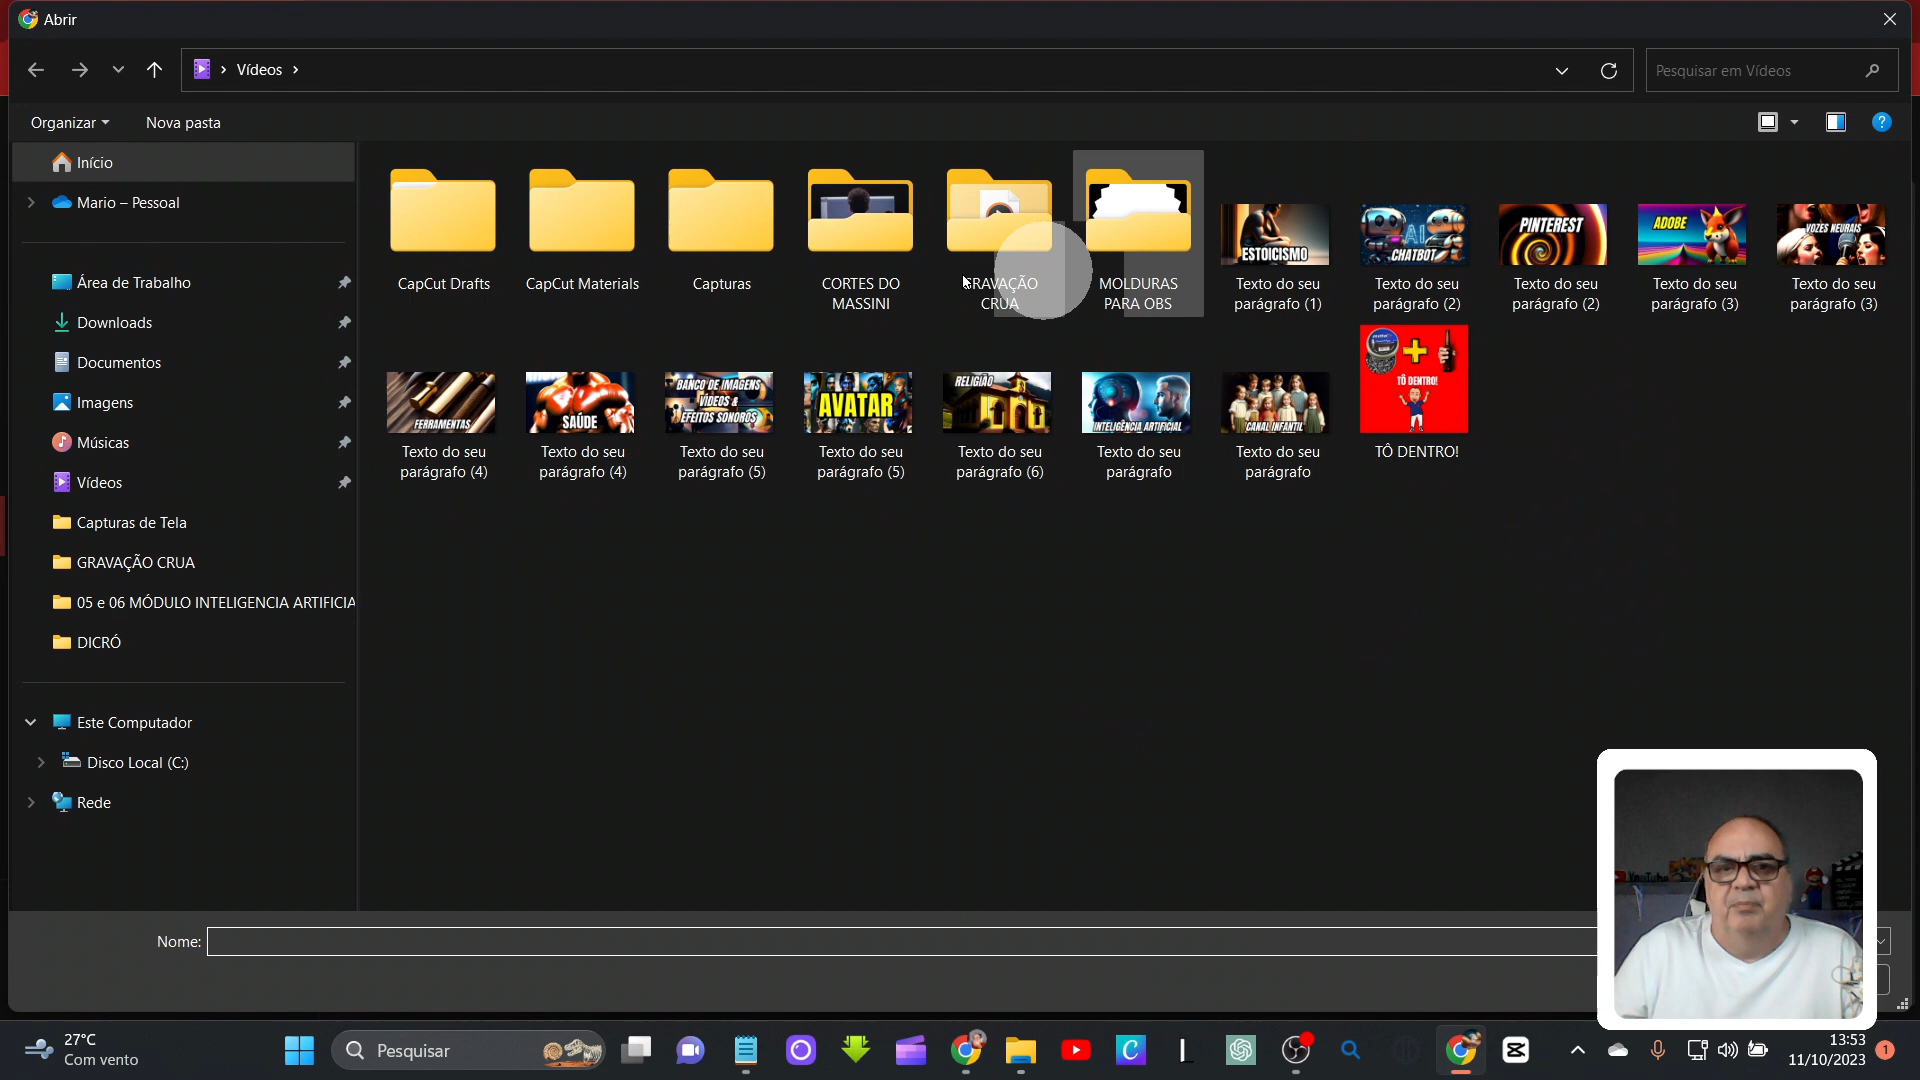 Abrir
Vídeos
Pesquisar em Vídeos
Organizar
Nova pasta
Início
Mario – Pessoal
Área de Trabalho
Downloads
Documentos
Imagens
Músicas
Vídeos
Capturas de Tela
GRAVAÇÃO CRUA
05 e 06 MÓDULO INTELIGENCIA ARTIFICIA
DICRÓ
Este Computador
Disco Local (C:)
Rede
CapCut Drafts
CapCut Materials
Capturas
CORTES DO
MASSINI
GRAVAÇÃO
CRUA
MOLDURAS
PARA OBS
ESTOICISMO
Texto do seu
parágrafo (1)
AI
CHATBOT
Texto do seu
parágrafo (2)
PINTEREST
Texto do seu
parágrafo (2)
ADOBE
Texto do seu
parágrafo (3)
VOZES NEURAIS
Texto do seu
parágrafo (3)
FERRAMENTAS
Texto do seu
parágrafo (4)
SAÚDE
Texto do seu
parágrafo (4)
BANCO DE IMAGENS
VÍDEOS &
EFEITOS SONOROS
Texto do seu
parágrafo (5)
AVATAR
Texto do seu
parágrafo (5)
RELIGIÃO
Texto do seu
parágrafo (6)
INTELIGÊNCIA ARTIFICIAL
Texto do seu
parágrafo
CANAL INFANTIL
Texto do seu
parágrafo
TÔ DENTRO!
TÔ DENTRO!
Nome:
YouTube
27°C
Com vento
Pesquisar
13:53
11/10/2023
1